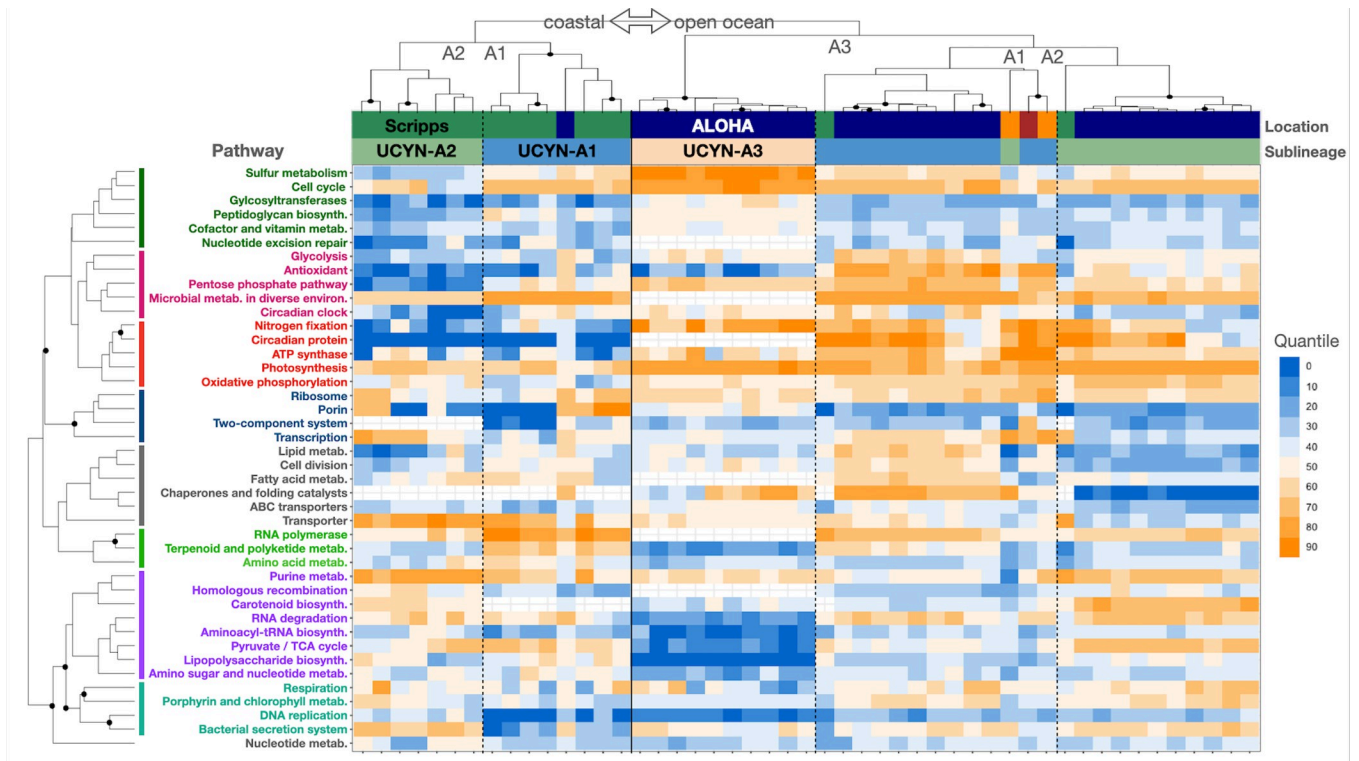 coastal open ocean
A2 A1 A3 A1 A2
Scripps ALOHA Location
Pathway UCYN-A2 UCYN-A1 UCYN-A3 Sublineage
Sulfur metabolism
Cell cycle
Gylcosyltransferases
Peptidoglycan biosynth.
Cofactor and vitamin metab.
Nucleotide excision repair
Glycolysis
Antioxidant
Pentose phosphate pathway
Microbial metab. in diverse environ.
Circadian clock
Nitrogen fixation
Circadian protein
ATP synthase
Photosynthesis
Oxidative phosphorylation
Ribosome
Porin
Two-component system
Transcription
Lipid metab.
Cell division
Fatty acid metab.
Chaperones and folding catalysts
ABC transporters
Transporter
RNA polymerase
Terpenoid and polyketide metab.
Amino acid metab.
Purine metab.
Homologous recombination
Carotenoid biosynth.
RNA degradation
Aminoacyl-tRNA biosynth.
Pyruvate / TCA cycle
Lipopolysaccharide biosynth.
Amino sugar and nucleotide metab.
Respiration
Porphyrin and chlorophyll metab.
DNA replication
Bacterial secretion system
Nucleotide metab.
Quantile
0
10
20
30
40
50
60
70
80
90